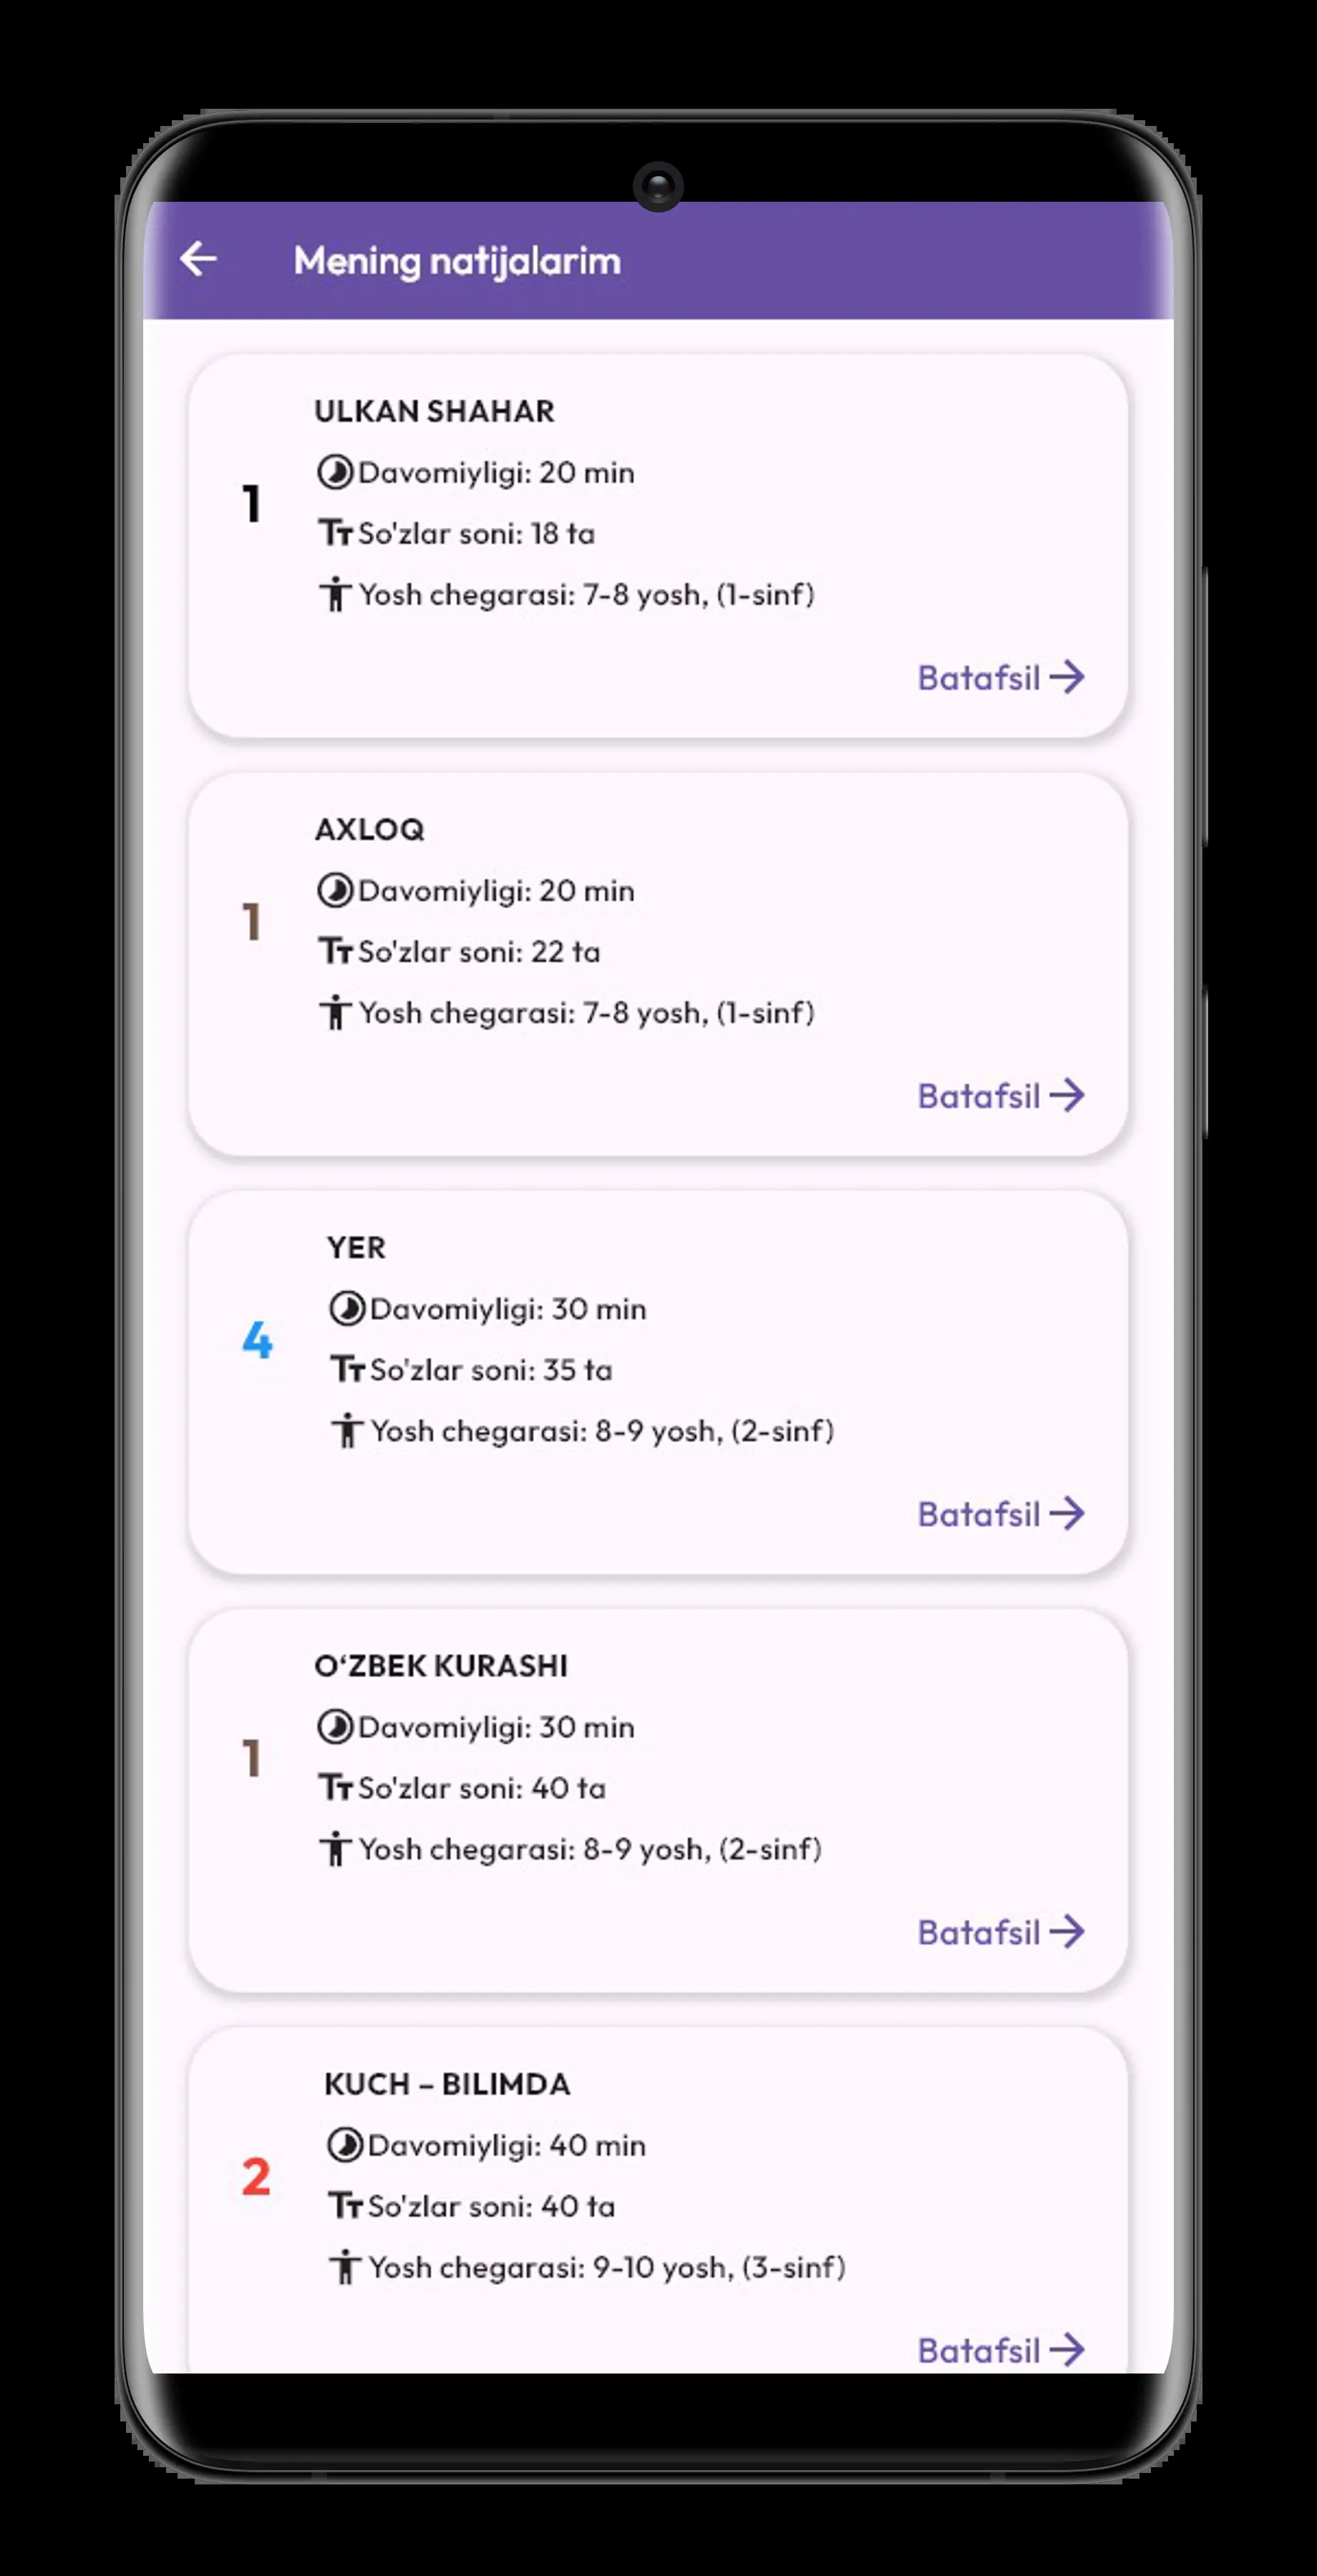 Mening natijalarim
ULKAN SHAHAR
Davomiyligi: 20 min
1
So'zlar soni: 18 ta
Yosh chegarasi: 7-8 yosh, (1-sinf)
Batafsil
AXLOQ
Davomiyligi: 20 min
1
So'zlar soni: 22 ta
Yosh chegarasi: 7-8 yosh, (1-sinf)
Batafsil
YER
Davomiyligi: 30 min
4
So'zlar soni: 35 ta
Yosh chegarasi: 8-9 yosh, (2-sinf)
Batafsil
O‘ZBEK KURASHI
Davomiyligi: 30 min
1
So'zlar soni: 40 ta
Yosh chegarasi: 8-9 yosh, (2-sinf)
Batafsil
KUCH – BILIMDA
Davomiyligi: 40 min
2
So'zlar soni: 40 ta
Yosh chegarasi: 9-10 yosh, (3-sinf)
Batafsil